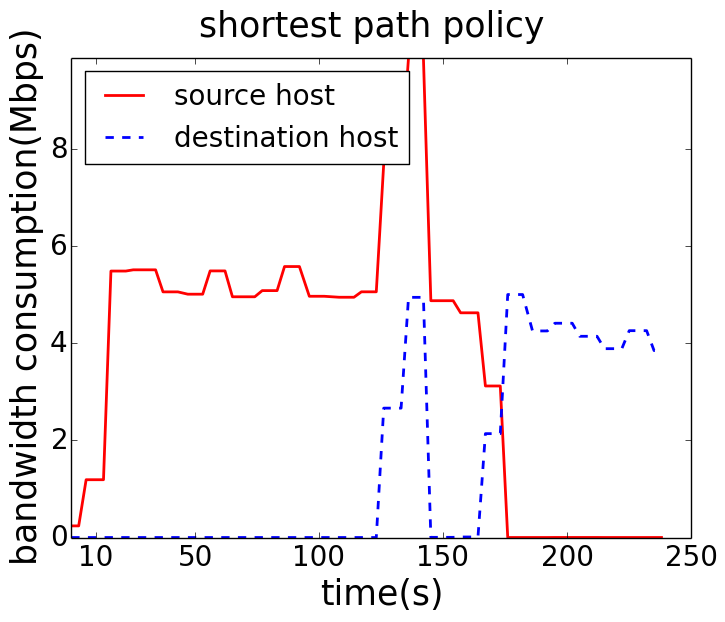 shortest path policy
bandwidth consumption(Mbps)
source host
destination host
8
6
4
2
0
10 50 100 150 200 250
time(s)